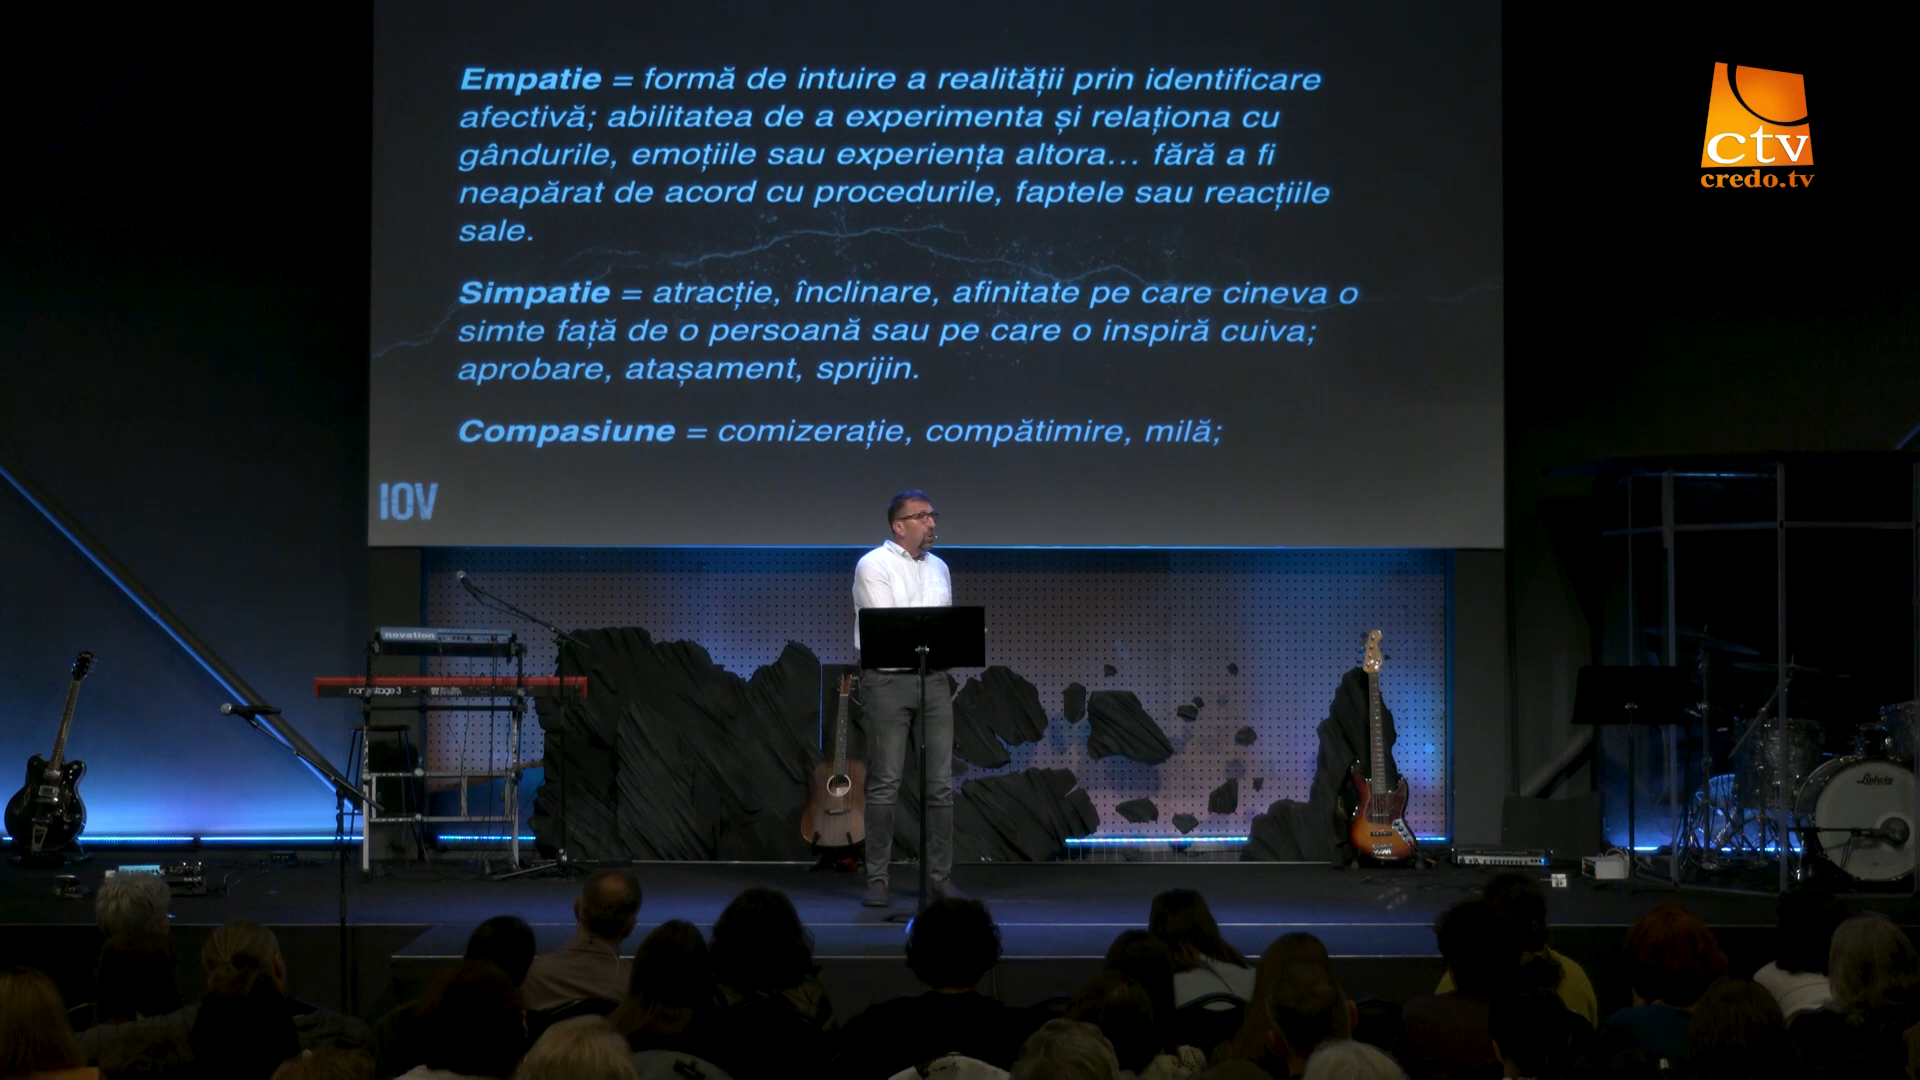 Empatie = formă de intuire a realității prin identificare
afectivă; abilitatea de a experimenta și relaționa cu
gândurile, emoțiile sau experiența altora... fără a fi
neapărat de acord cu procedurile, faptele sau reacțiile
sale.
Simpatie = atracție, înclinare, afinitate pe care cineva o
simte față de o persoană sau pe care o inspiră cuiva;
aprobare, atașament, sprijin.
Compasiune = comizerație, compătimire, milă;
IOV
ctv
credo.tv
novation
nord stage 3
Ludwig